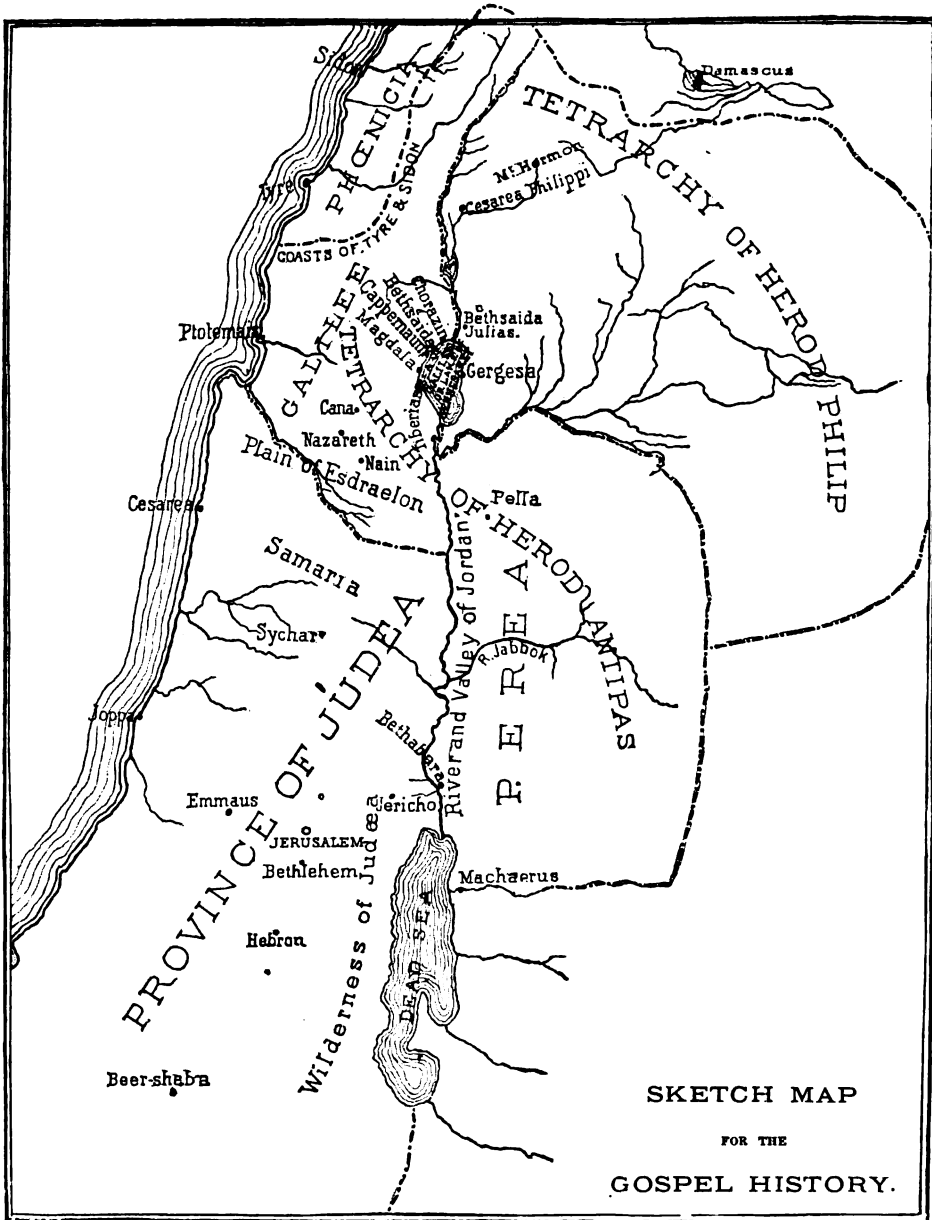 Sidon
Damascus
PHŒNICIA
TETRARCHY OF HEROD PHILIP
Mt. Hermon
Cesarea Philippi
Tyre
COASTS OF TYRE & SIDON
GALILEE
Chorazin
Bethsaida
Cappernaum
Magdala
Bethsaida
Julias.
Ptolemais
Gergesa
TETRARCHY OF HEROD ANTIPAS
Tiberias
Cana
Nazareth
Nain
Plain of Esdraelon
Pella
Cesarea
Samaria
River and Valley of Jordan.
PEREA
R. Jabbok
Sychar
PROVINCE OF JUDEA
Joppa
Bethabara
Emmaus
Jericho
JERUSALEM
Bethlehem
Wilderness of Judæa
Machaerus
DEAD SEA
Hebron
Beer-shaba
SKETCH MAP
FOR THE
GOSPEL HISTORY.